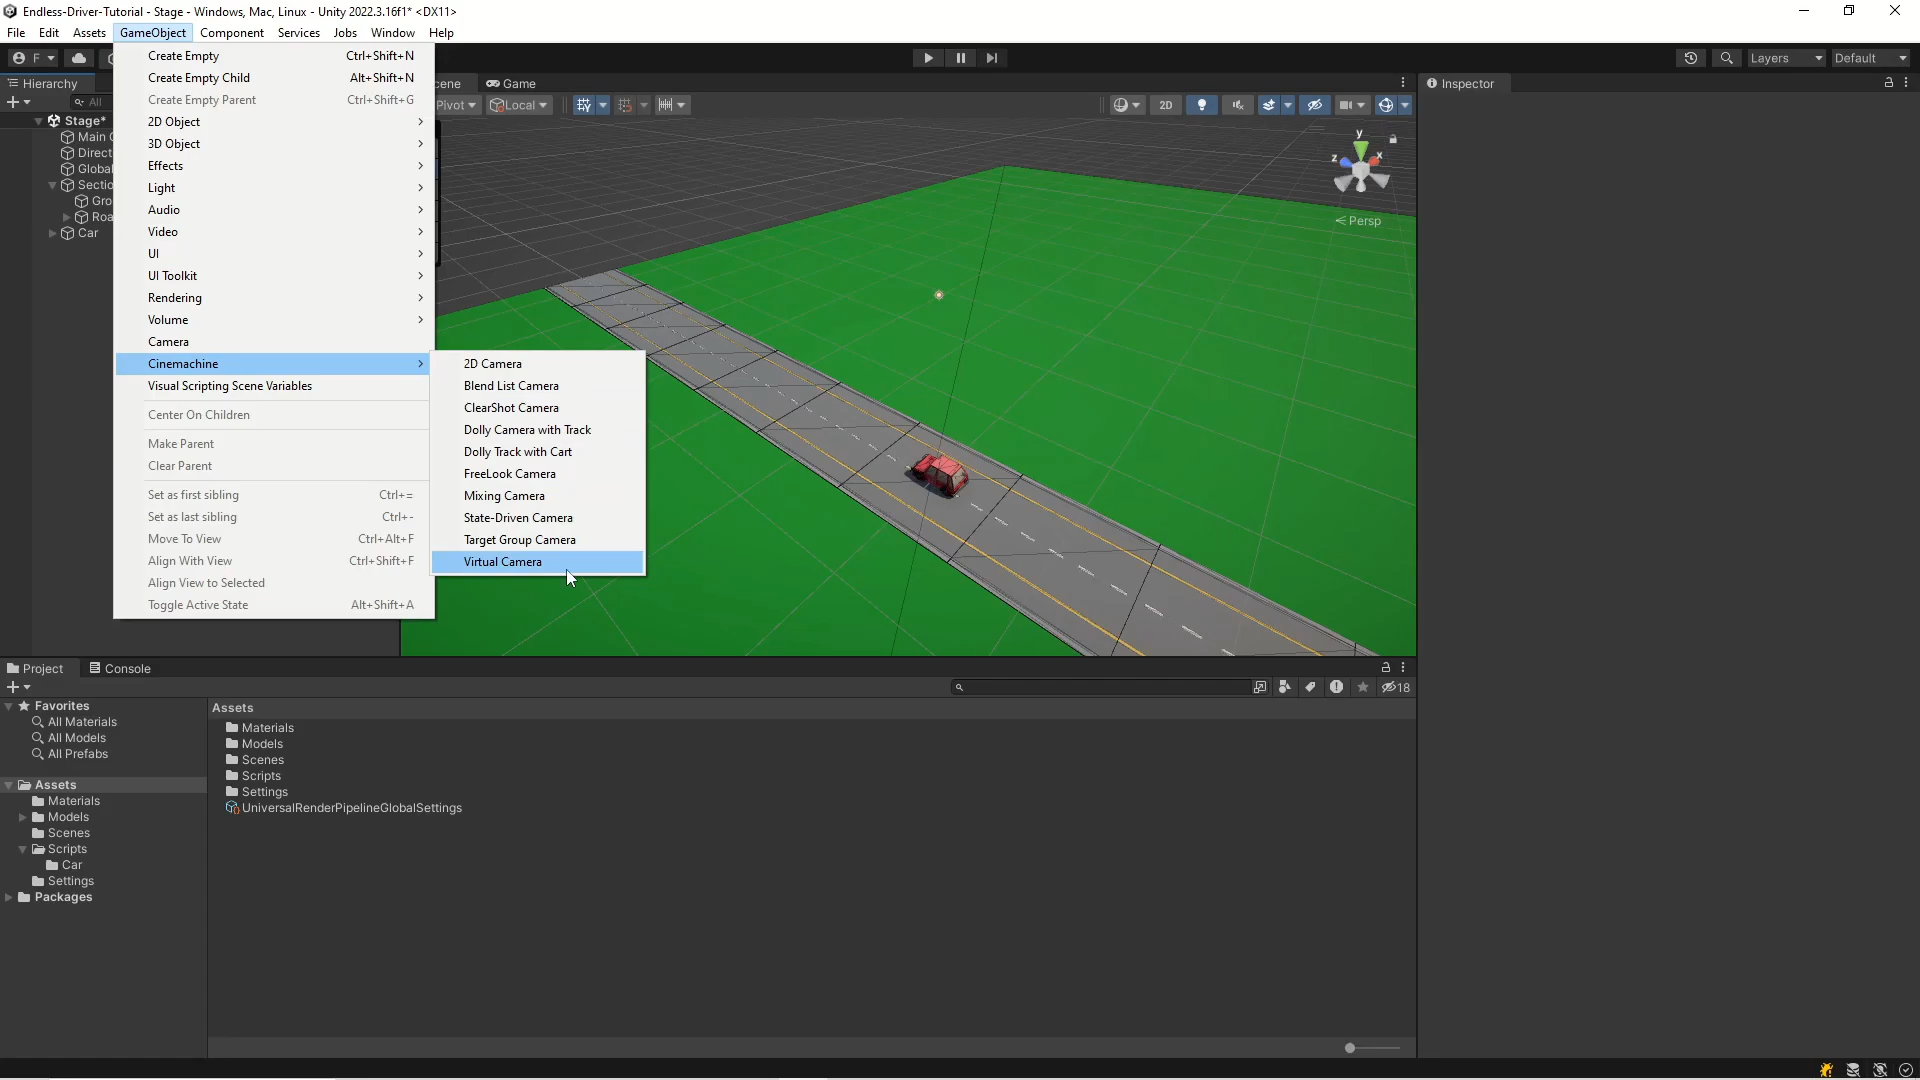 Endless-Driver-Tutorial - Stage - Windows, Mac, Linux - Unity 2022.3.16f1* <DX11>
File Edit Assets GameObject Component Services Jobs Window Help
F Layers Default
Hierarchy
All
Stage*
Main
Direct
Global
Sectio
Gro
Roa
Car
Create Empty Ctrl+Shift+N
Create Empty Child Alt+Shift+N
Create Empty Parent Ctrl+Shift+G
2D Object
3D Object
Effects
Light
Audio
Video
UI
UI Toolkit
Rendering
Volume
Camera
Cinemachine
Visual Scripting Scene Variables
Center On Children
Make Parent
Clear Parent
Set as first sibling Ctrl+=
Set as last sibling Ctrl+-
Move To View Ctrl+Alt+F
Align With View Ctrl+Shift+F
Align View to Selected
Toggle Active State Alt+Shift+A
2D Camera
Blend List Camera
ClearShot Camera
Dolly Camera with Track
Dolly Track with Cart
FreeLook Camera
Mixing Camera
State-Driven Camera
Target Group Camera
Virtual Camera
cene Game
Pivot Local 2D
y
z x
Persp
Inspector
Project Console
18
Favorites
All Materials
All Models
All Prefabs
Assets
Materials
Models
Scenes
Scripts
Car
Settings
Packages
Assets
Materials
Models
Scenes
Scripts
Settings
UniversalRenderPipelineGlobalSettings